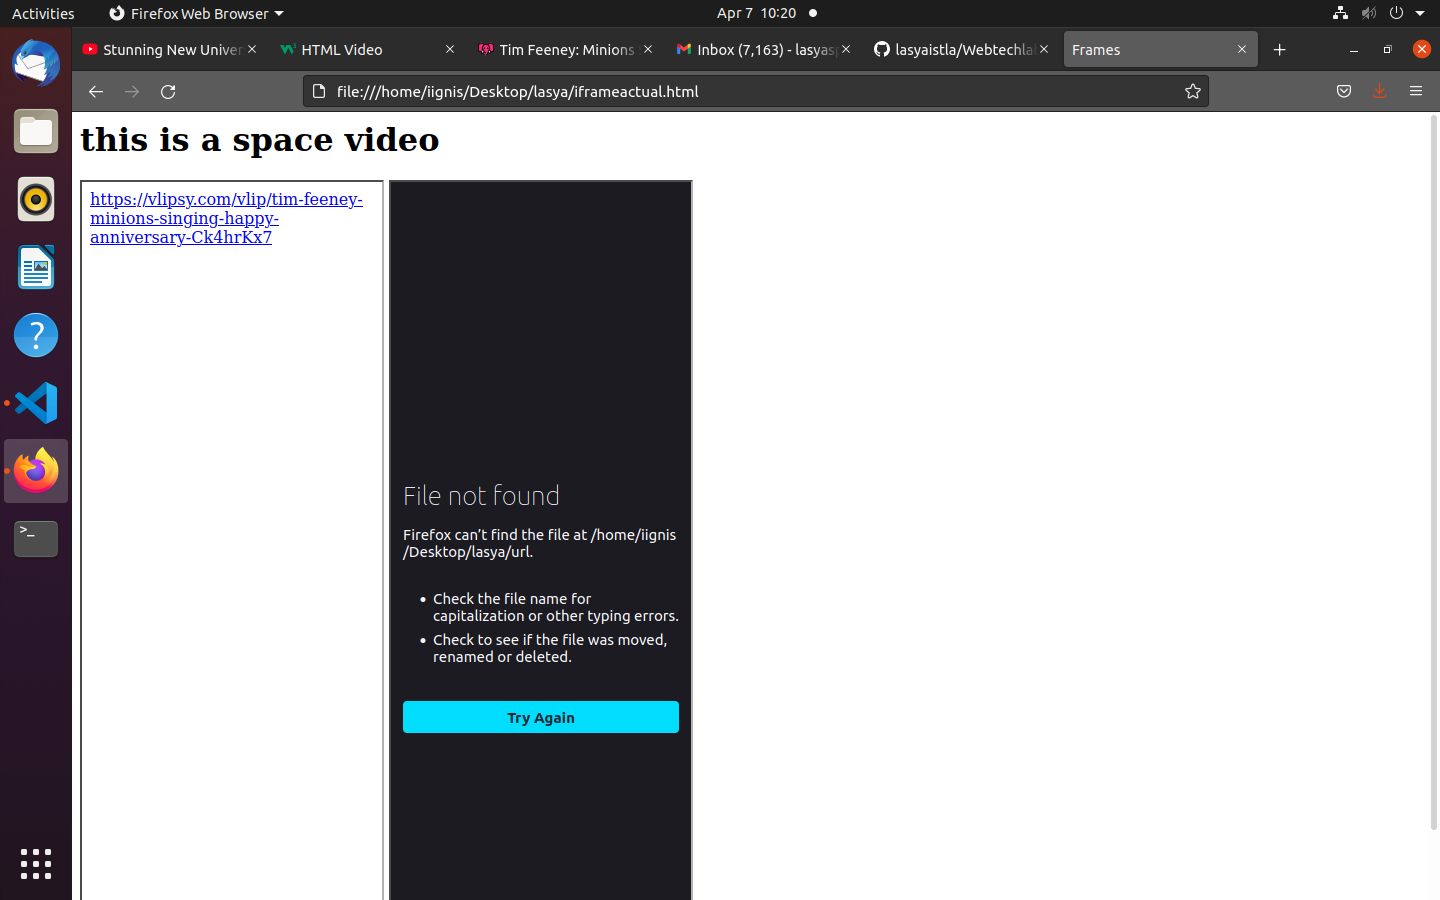 Activities
Firefox Web Browser
Apr 7 10:20
Stunning New Univer
HTML Video
Tim Feeney: Minions
Inbox (7,163) - lasyasp
lasyaistla/Webtechla
Frames
file:///home/iignis/Desktop/lasya/iframeactual.html
this is a space video
https://vlipsy.com/vlip/tim-feeney-
minions-singing-happy-
anniversary-Ck4hrKx7
File not found
Firefox can’t find the file at /home/iignis
/Desktop/lasya/url.
• Check the file name for
capitalization or other typing errors.
• Check to see if the file was moved,
renamed or deleted.
Try Again